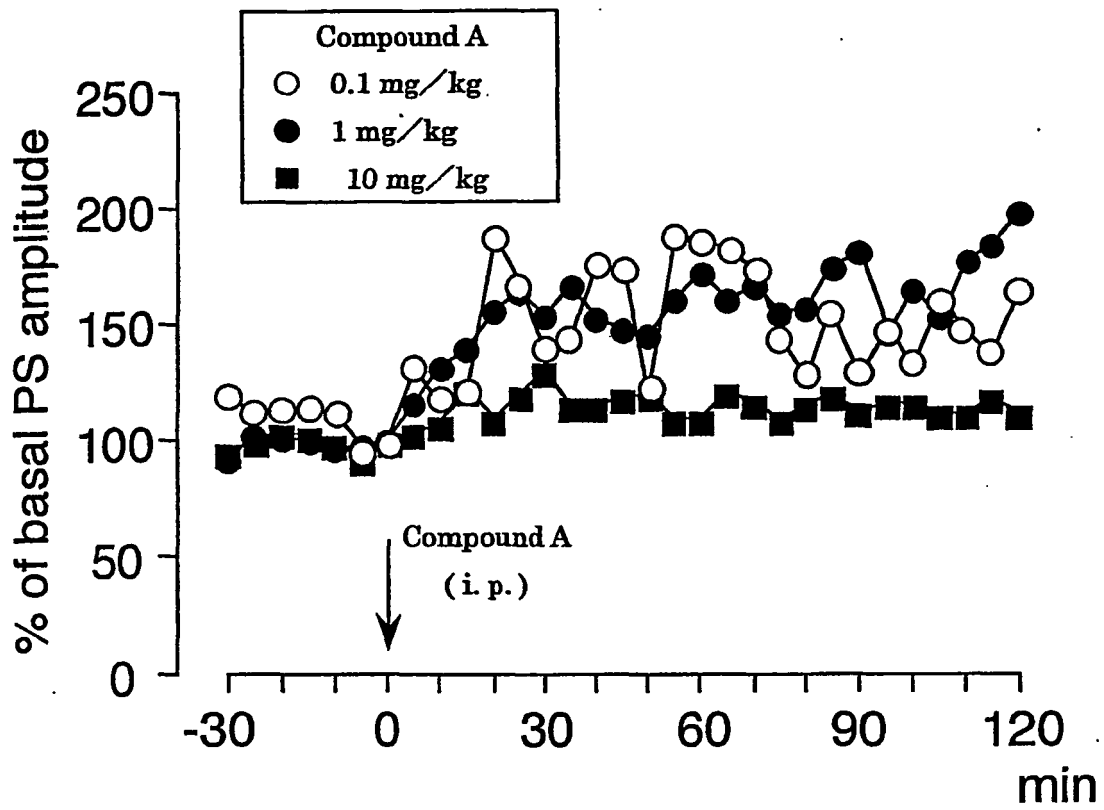 Compound A
0.1 mg/kg
1 mg/kg
10 mg/kg
% of basal PS amplitude
250
200
150
100
50
0
Compound A
(i. p.)
-30 0 30 60 90 120
min